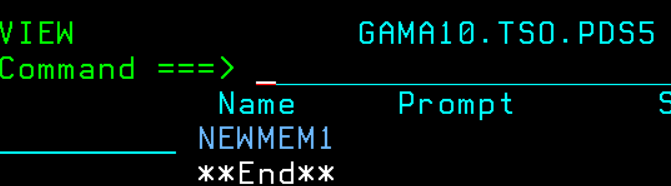 VIEW GAMA10.TSO.PDS5
Command ===> _
Name Prompt S
NEWMEM1
**End**